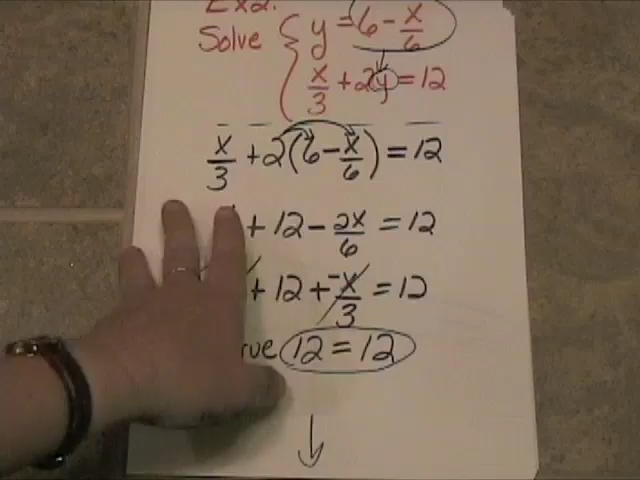 Ex2:
Solve { y = 6 - x/6
x/3 + 2y = 12
x/3 + 2(6 - x/6) = 12
+ 12 - 2x/6 = 12
+ 12 + -x/3 = 12
12 = 12